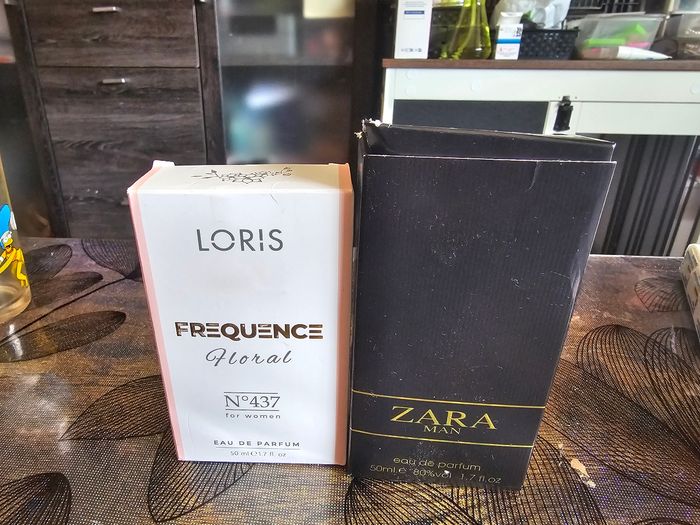 LORIS
FREQUENCE
Floral
N°437
for women
EAU DE PARFUM
50 ml ℮ 1.7 fl. oz
ZARA
MAN
eau de parfum
50ml.e 80%vol 1.7 fl.oz